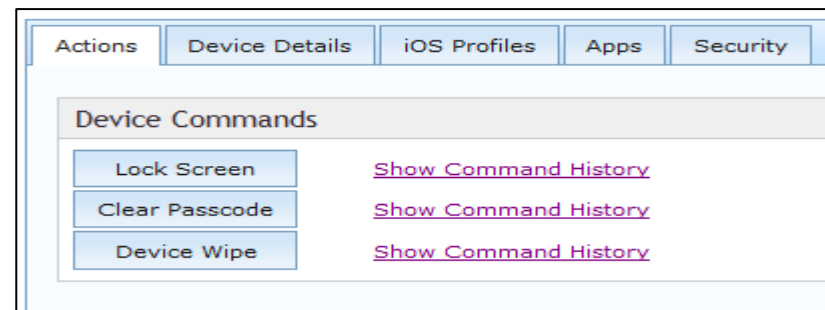 Actions Device Details iOS Profiles Apps Security
Device Commands
Lock Screen Show Command History
Clear Passcode Show Command History
Device Wipe Show Command History